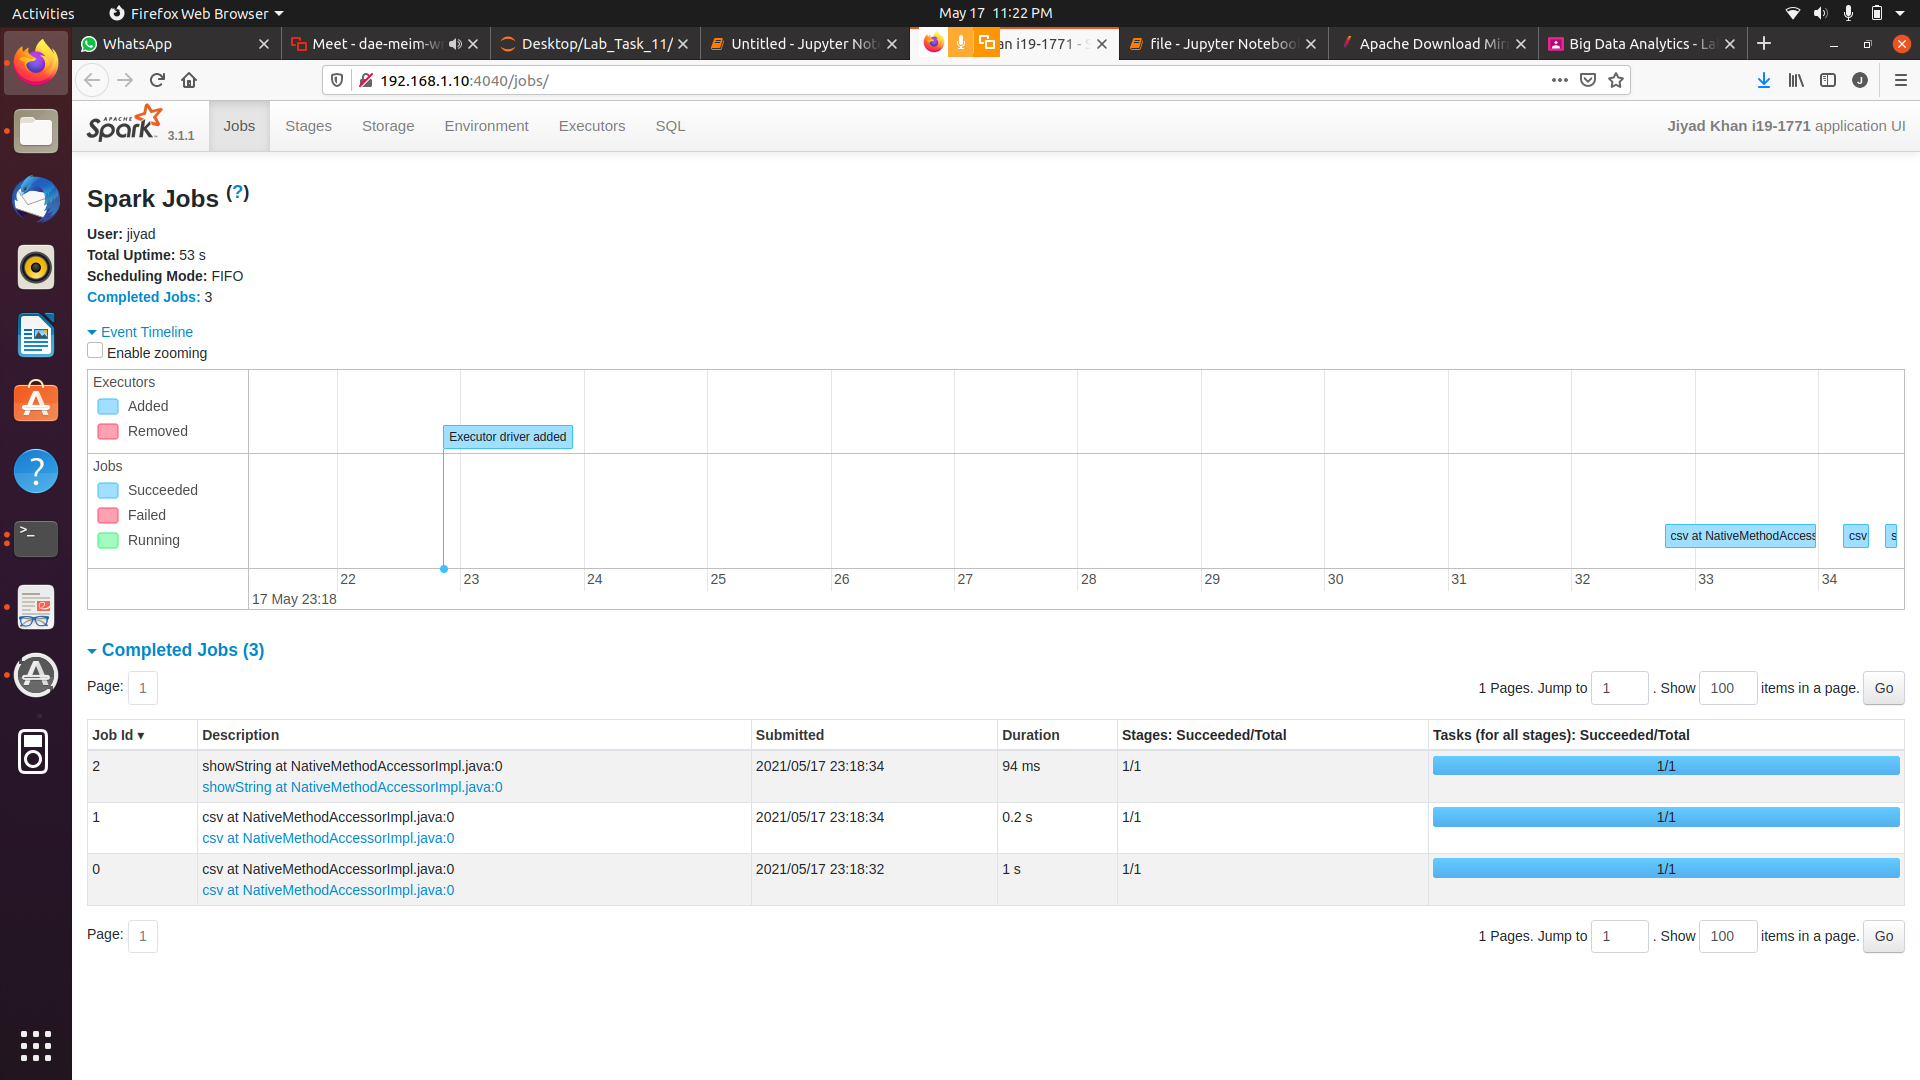 Activities Firefox Web Browser May 17 11:22 PM
WhatsApp Meet - dae-meim-w Desktop/Lab_Task_11/ Untitled - Jupyter Not an i19-1771 - S file - Jupyter Noteboo Apache Download Mir Big Data Analytics - La
192.168.1.10:4040/jobs/ J
APACHE Spark 3.1.1 Jobs Stages Storage Environment Executors SQL Jiyad Khan i19-1771 application UI
Spark Jobs (?)
User: jiyad
Total Uptime: 53 s
Scheduling Mode: FIFO
Completed Jobs: 3
Event Timeline
Enable zooming
Executors
Added
Removed
Executor driver added
Jobs
Succeeded
Failed
Running
csv at NativeMethodAccess csv s
22 23 24 25 26 27 28 29 30 31 32 33 34
17 May 23:18
Completed Jobs (3)
Page: 1 1 Pages. Jump to 1 . Show 100 items in a page. Go
Job Id ▾ Description Submitted Duration Stages: Succeeded/Total Tasks (for all stages): Succeeded/Total
2 showString at NativeMethodAccessorImpl.java:0 2021/05/17 23:18:34 94 ms 1/1 1/1
showString at NativeMethodAccessorImpl.java:0
1 csv at NativeMethodAccessorImpl.java:0 2021/05/17 23:18:34 0.2 s 1/1 1/1
csv at NativeMethodAccessorImpl.java:0
0 csv at NativeMethodAccessorImpl.java:0 2021/05/17 23:18:32 1 s 1/1 1/1
csv at NativeMethodAccessorImpl.java:0
Page: 1 1 Pages. Jump to 1 . Show 100 items in a page. Go